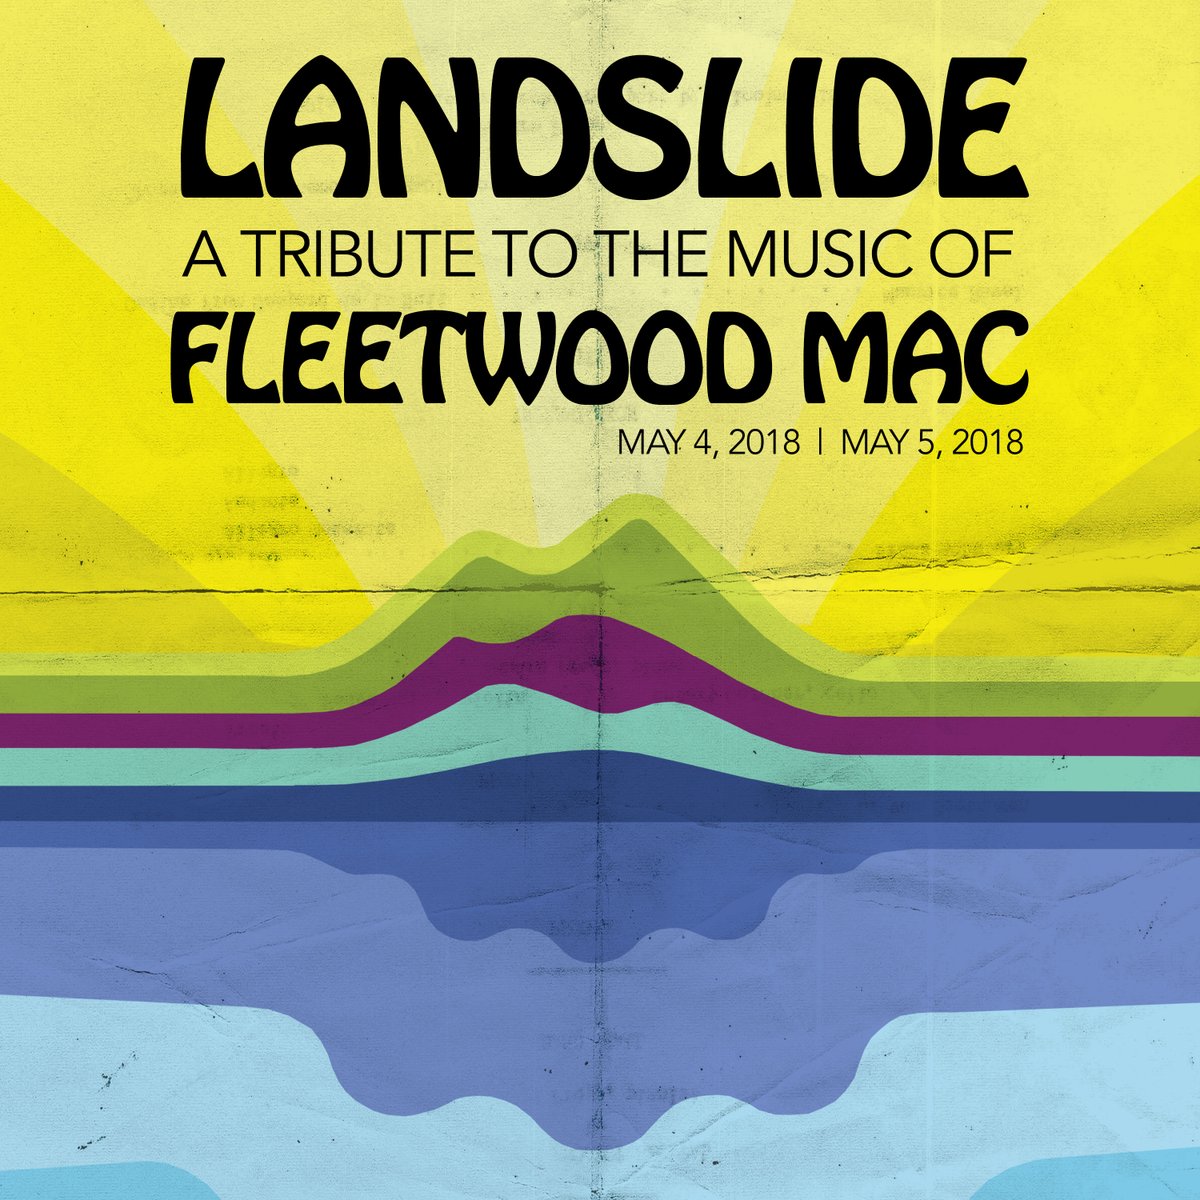 LANDSLIDE
A TRIBUTE TO THE MUSIC OF
FLEETWOOD MAC
MAY 4, 2018 | MAY 5, 2018